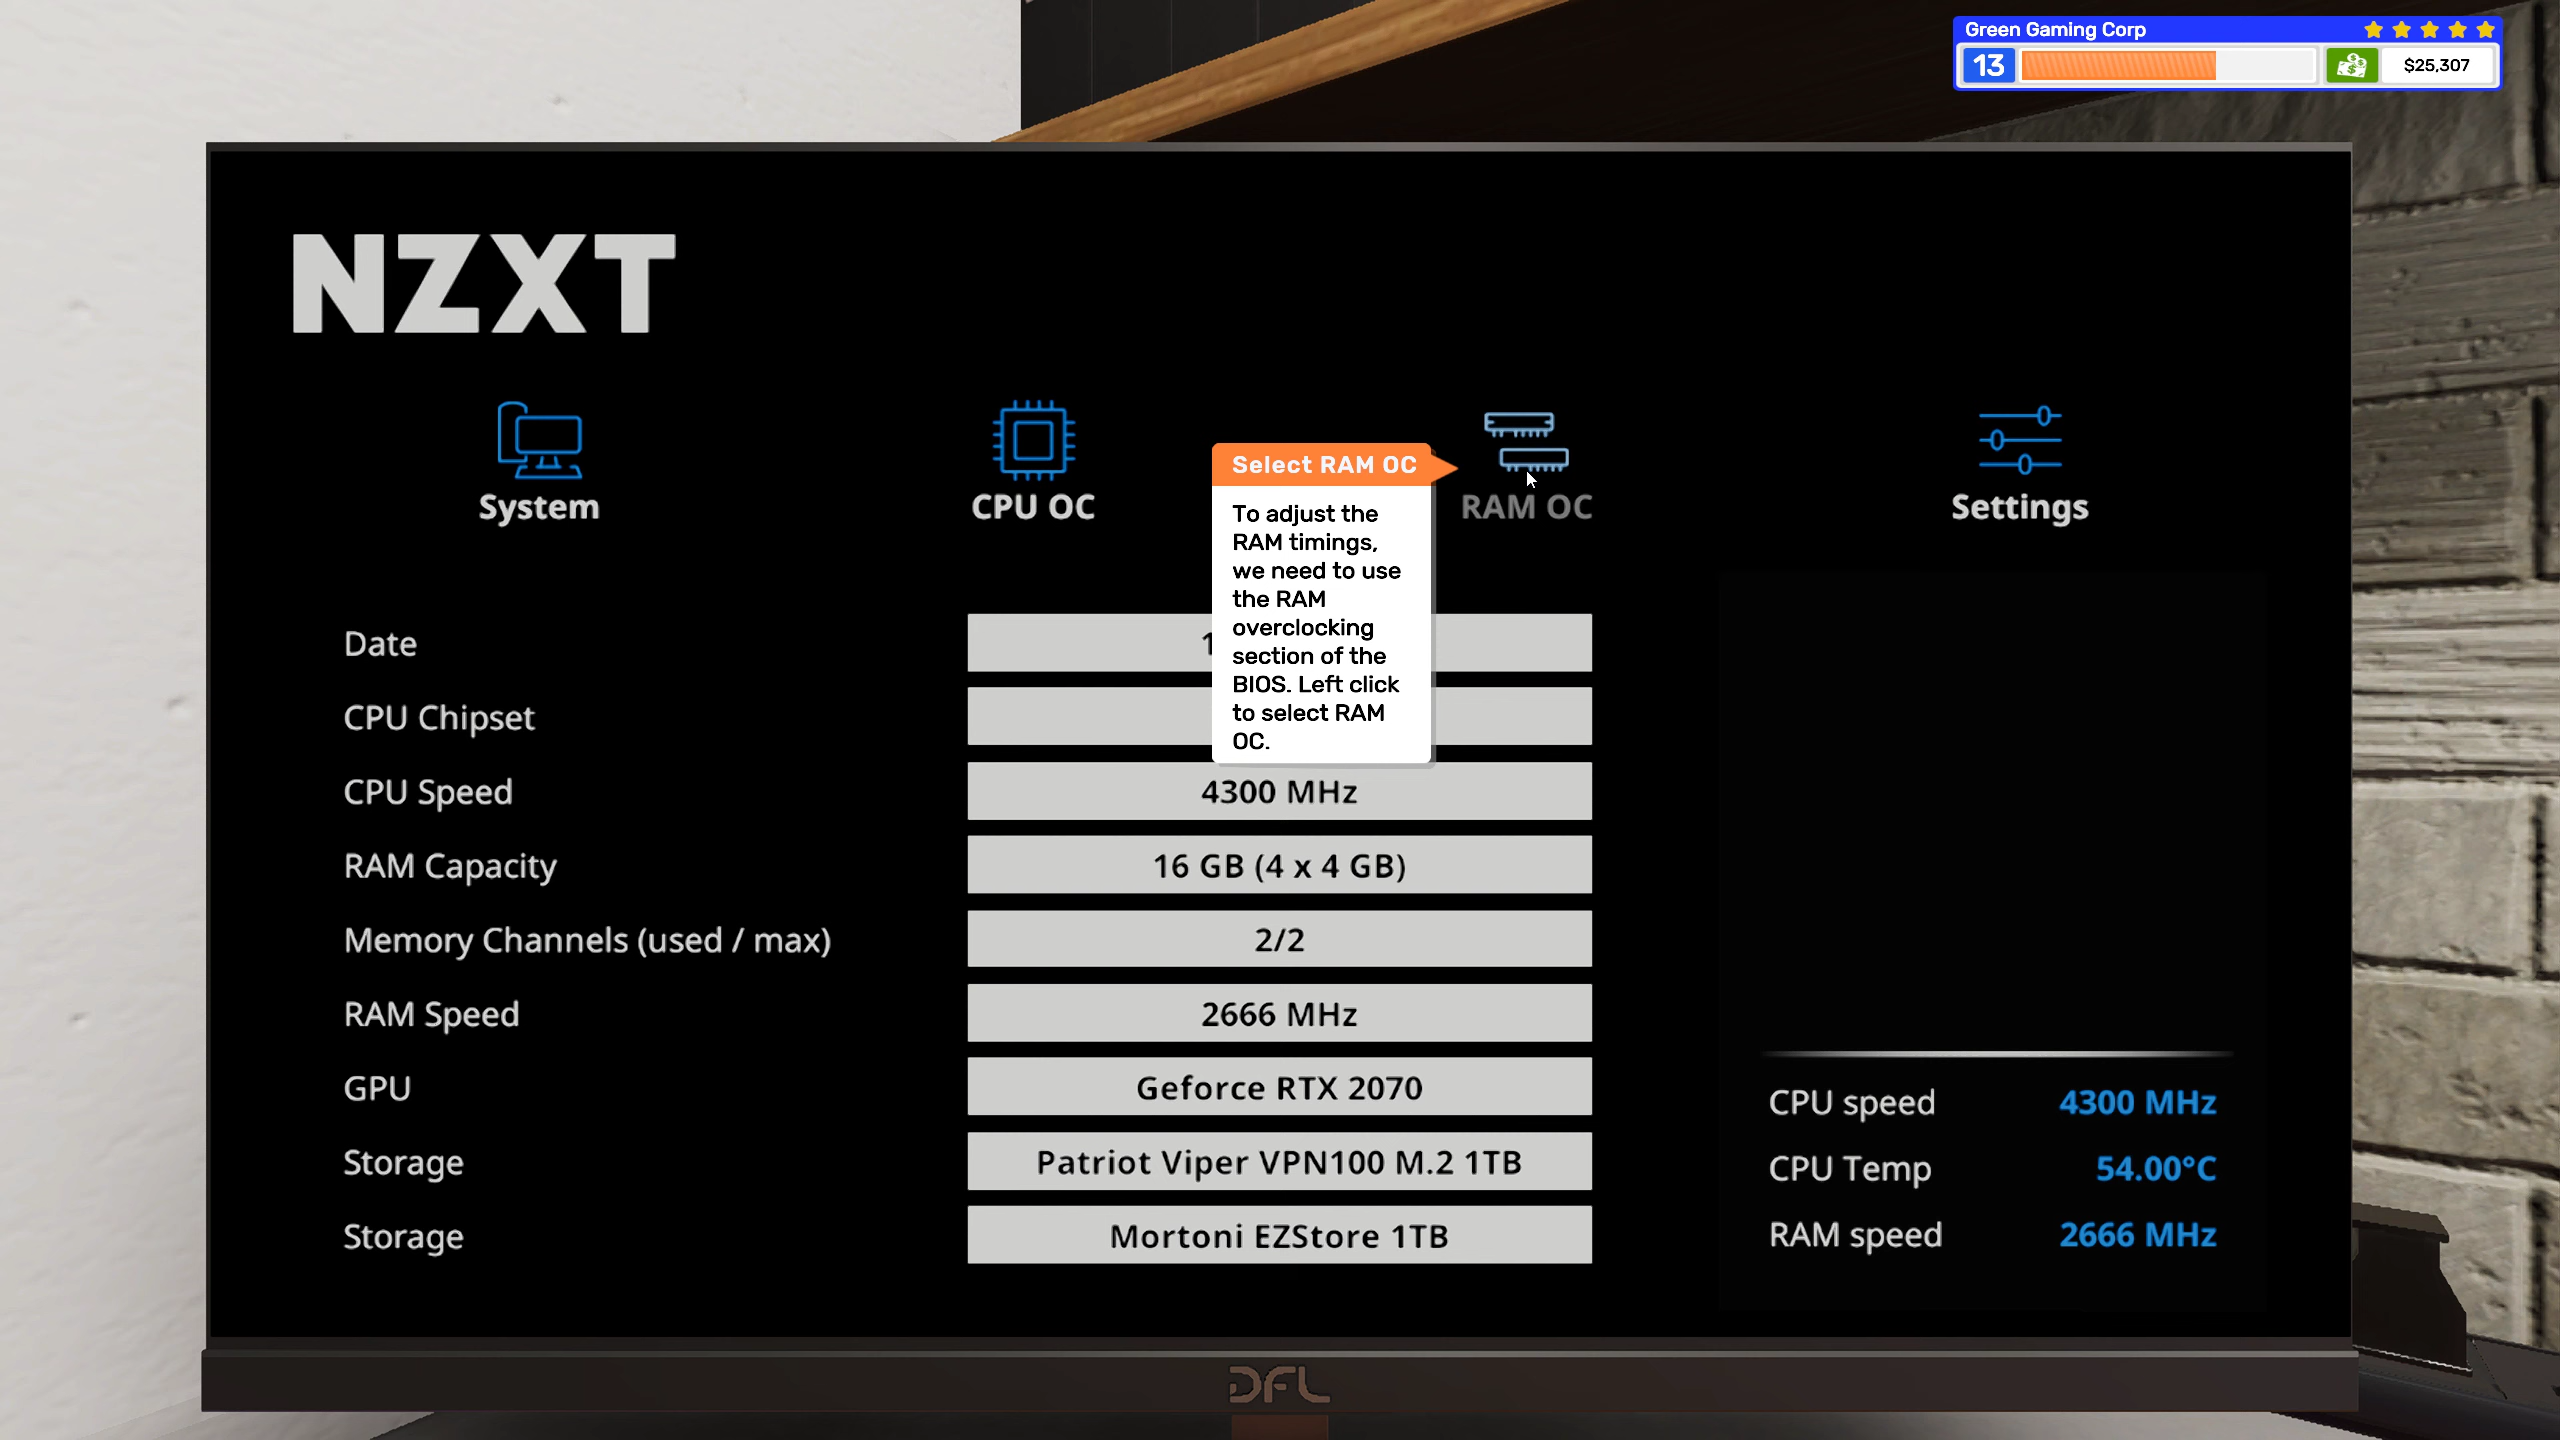 Green Gaming Corp
13
$25,307
NZXT
System
CPU OC
RAM OC
Settings
Select RAM OC
To adjust the
RAM timings,
we need to use
the RAM
overclocking
section of the
BIOS. Left click
to select RAM
OC.
Date
CPU Chipset
CPU Speed
4300 MHz
RAM Capacity
16 GB (4 x 4 GB)
Memory Channels (used / max)
2/2
RAM Speed
2666 MHz
GPU
Geforce RTX 2070
Storage
Patriot Viper VPN100 M.2 1TB
Storage
Mortoni EZStore 1TB
CPU speed
4300 MHz
CPU Temp
54.00°C
RAM speed
2666 MHz
DFL